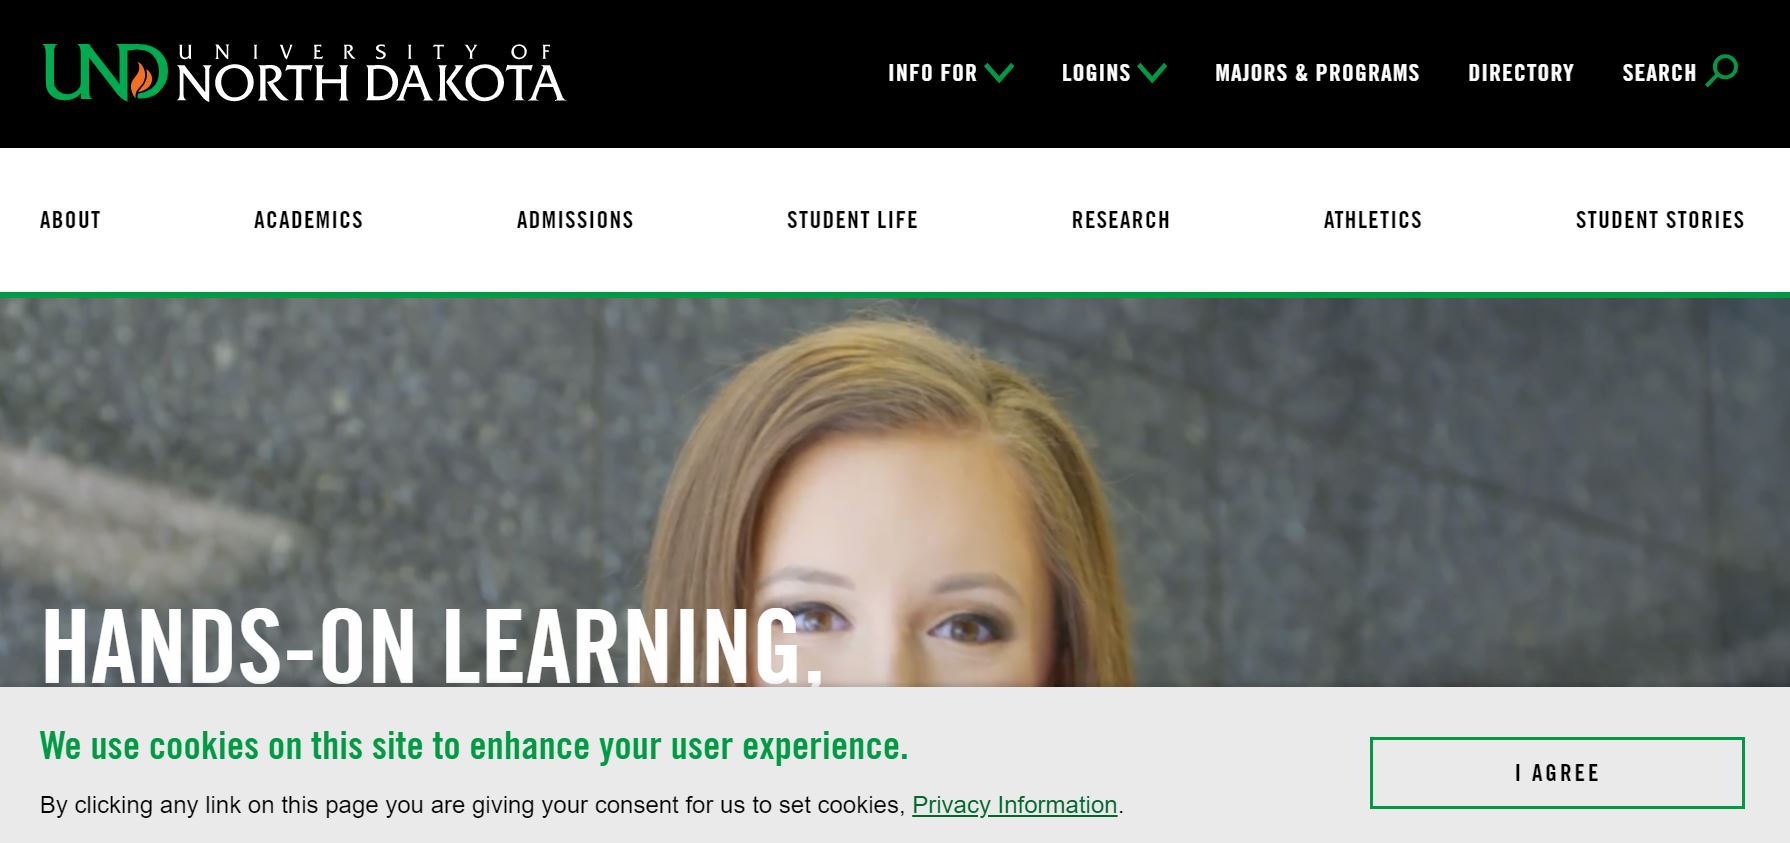 UND UNIVERSITY OF
NORTH DAKOTA
INFO FOR
LOGINS
MAJORS & PROGRAMS
DIRECTORY
SEARCH
ABOUT
ACADEMICS
ADMISSIONS
STUDENT LIFE
RESEARCH
ATHLETICS
STUDENT STORIES
HANDS-ON LEARNING,
We use cookies on this site to enhance your user experience.
By clicking any link on this page you are giving your consent for us to set cookies, Privacy Information.
I AGREE